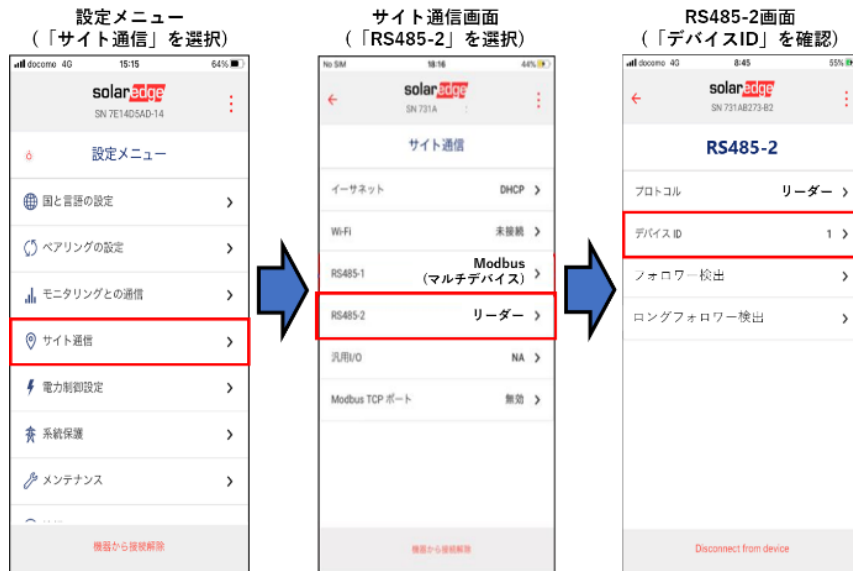 設定メニュー
（「サイト通信」を選択）
docomo 4G 15:15 64%
solaredge
SN 7E14D5AD-14
設定メニュー
国と言語の設定
ペアリングの設定
モニタリングとの通信
サイト通信
電力制御設定
系統保護
メンテナンス
機器から接続解除
サイト通信画面
（「RS485-2」を選択）
No SIM 18:16 44%
solaredge
SN 731A
サイト通信
イーサネット DHCP
Wi-Fi 未接続
RS485-1 Modbus
（マルチデバイス）
RS485-2 リーダー
汎用I/O NA
Modbus TCP ポート 無効
機器から接続解除
RS485-2画面
（「デバイスID」を確認）
docomo 4G 8:45 55%
solaredge
SN 731AB273-B2
RS485-2
プロトコル リーダー
デバイス ID 1
フォロワー検出
ロングフォロワー検出
Disconnect from device